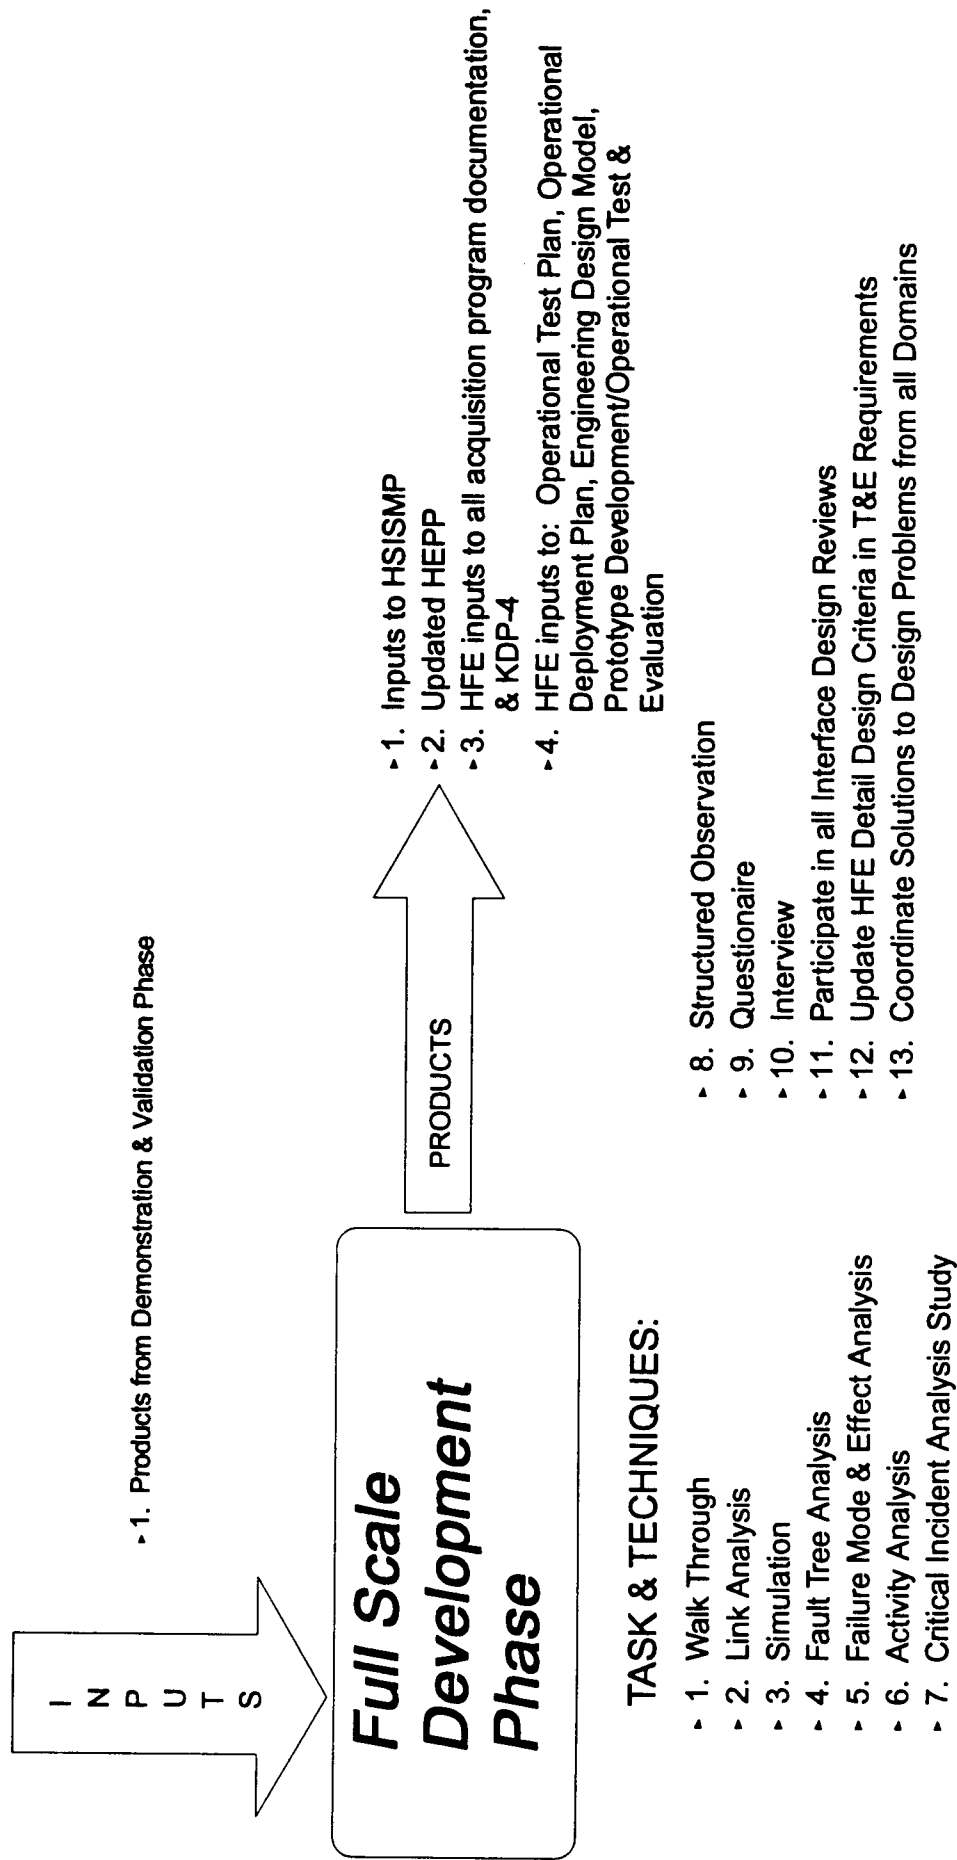 INPUTS
▸ 1. Products from Demonstration & Validation Phase
Full Scale
Development
Phase
PRODUCTS
▸ 1. Inputs to HSISMP
▸ 2. Updated HEPP
▸ 3. HFE inputs to all acquisition program documentation,
& KDP-4
▸ 4. HFE inputs to: Operational Test Plan, Operational
Deployment Plan, Engineering Design Model,
Prototype Development/Operational Test &
Evaluation
TASK & TECHNIQUES:
▸ 1. Walk Through
▸ 2. Link Analysis
▸ 3. Simulation
▸ 4. Fault Tree Analysis
▸ 5. Failure Mode & Effect Analysis
▸ 6. Activity Analysis
▸ 7. Critical Incident Analysis Study
▸ 8. Structured Observation
▸ 9. Questionaire
▸ 10. Interview
▸ 11. Participate in all Interface Design Reviews
▸ 12. Update HFE Detail Design Criteria in T&E Requirements
▸ 13. Coordinate Solutions to Design Problems from all Domains